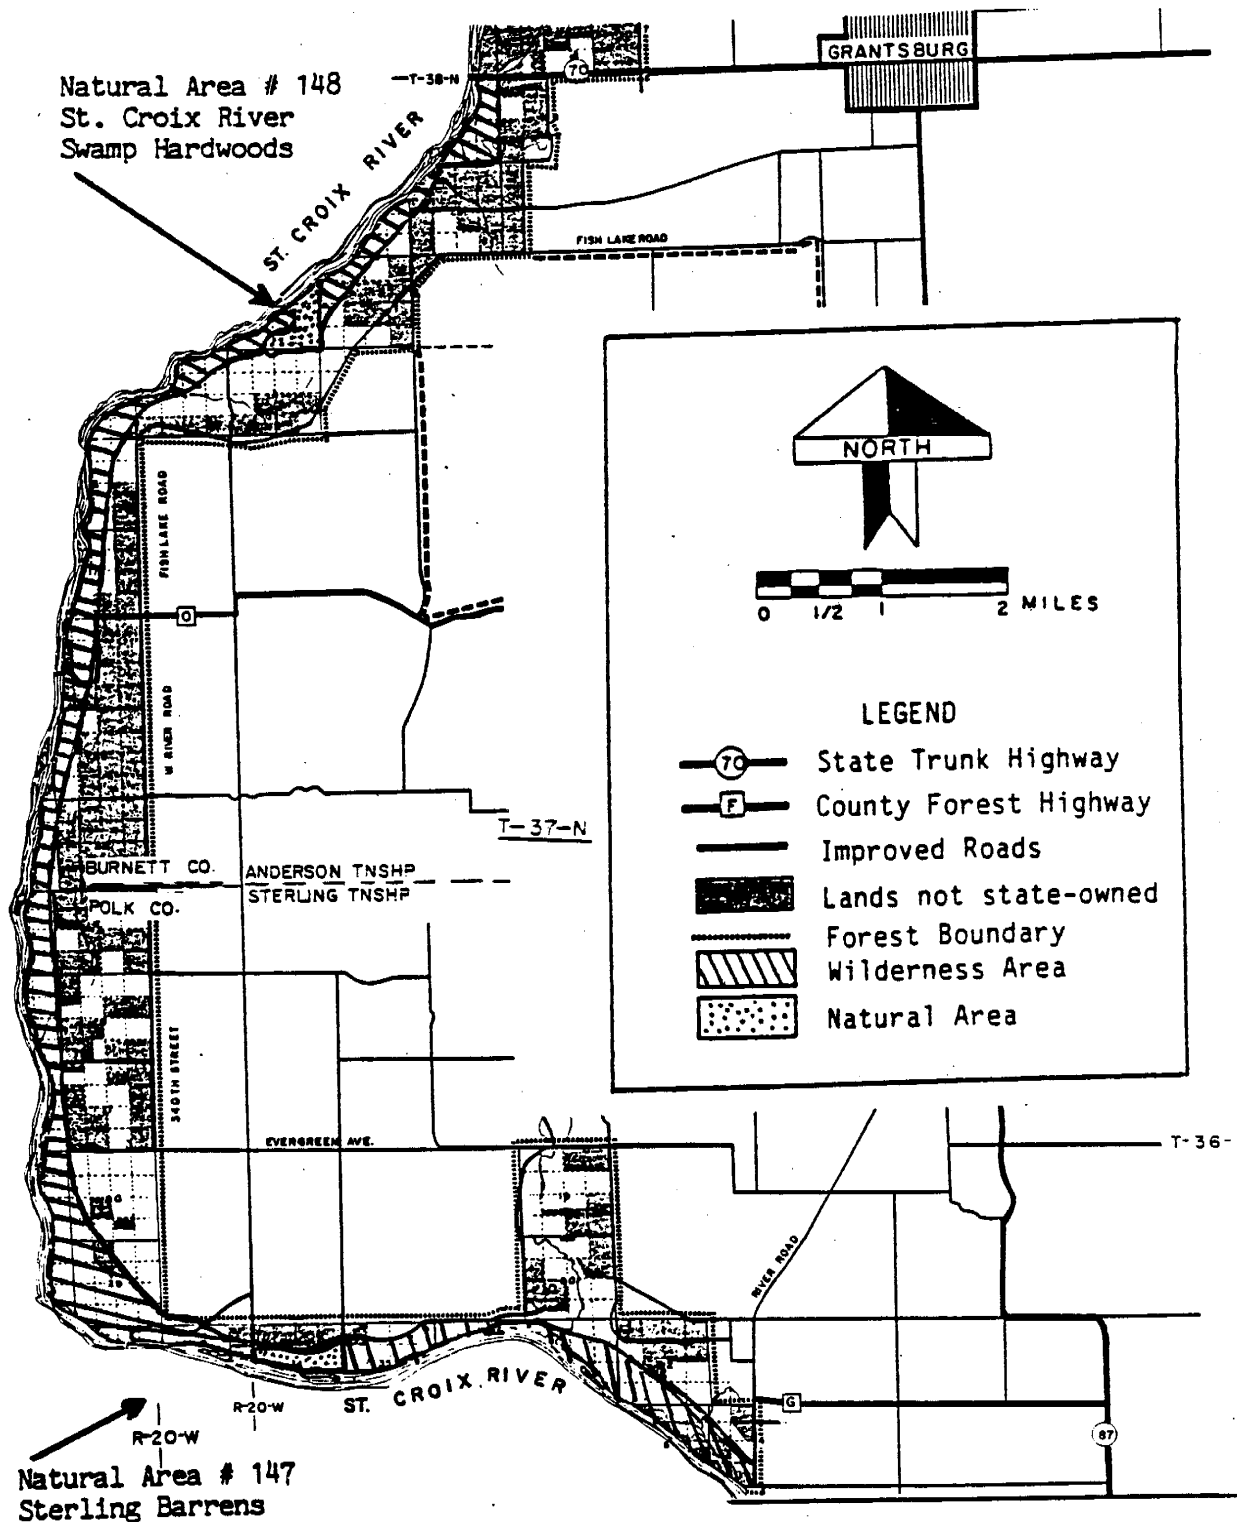 GRANTSBURG
T-38-N
70
Natural Area # 148
St. Croix River
Swamp Hardwoods
ST. CROIX RIVER
FISH LAKE ROAD
NORTH
FISH LAKE ROAD
0 1/2 1 2 MILES
O
W RIVER ROAD
LEGEND
70 State Trunk Highway
F County Forest Highway
Improved Roads
Lands not state-owned
Forest Boundary
Wilderness Area
Natural Area
T-37-N
BURNETT CO. ANDERSON TNSHP
POLK CO. STERLING TNSHP
340TH STREET
EVERGREEN AVE.
T-36-
RIVER ROAD
ST. CROIX RIVER
G
87
R-20-W
R-20-W
Natural Area # 147
Sterling Barrens